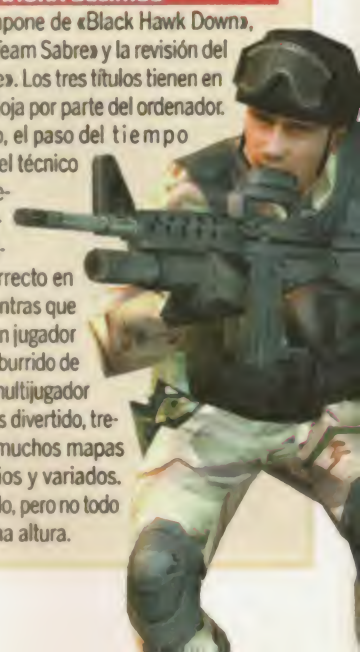 mpone de «Black Hawk Down»,
Team Sabre» y la revisión del
e». Los tres títulos tienen en
oja por parte del ordenador.
o, el paso del tiempo
el técnico
e-
-
rrecto en
ntras que
n jugador
burrido de
multijugador
s divertido, tre-
muchos mapas
ios y variados.
do, pero no todo
na altura.